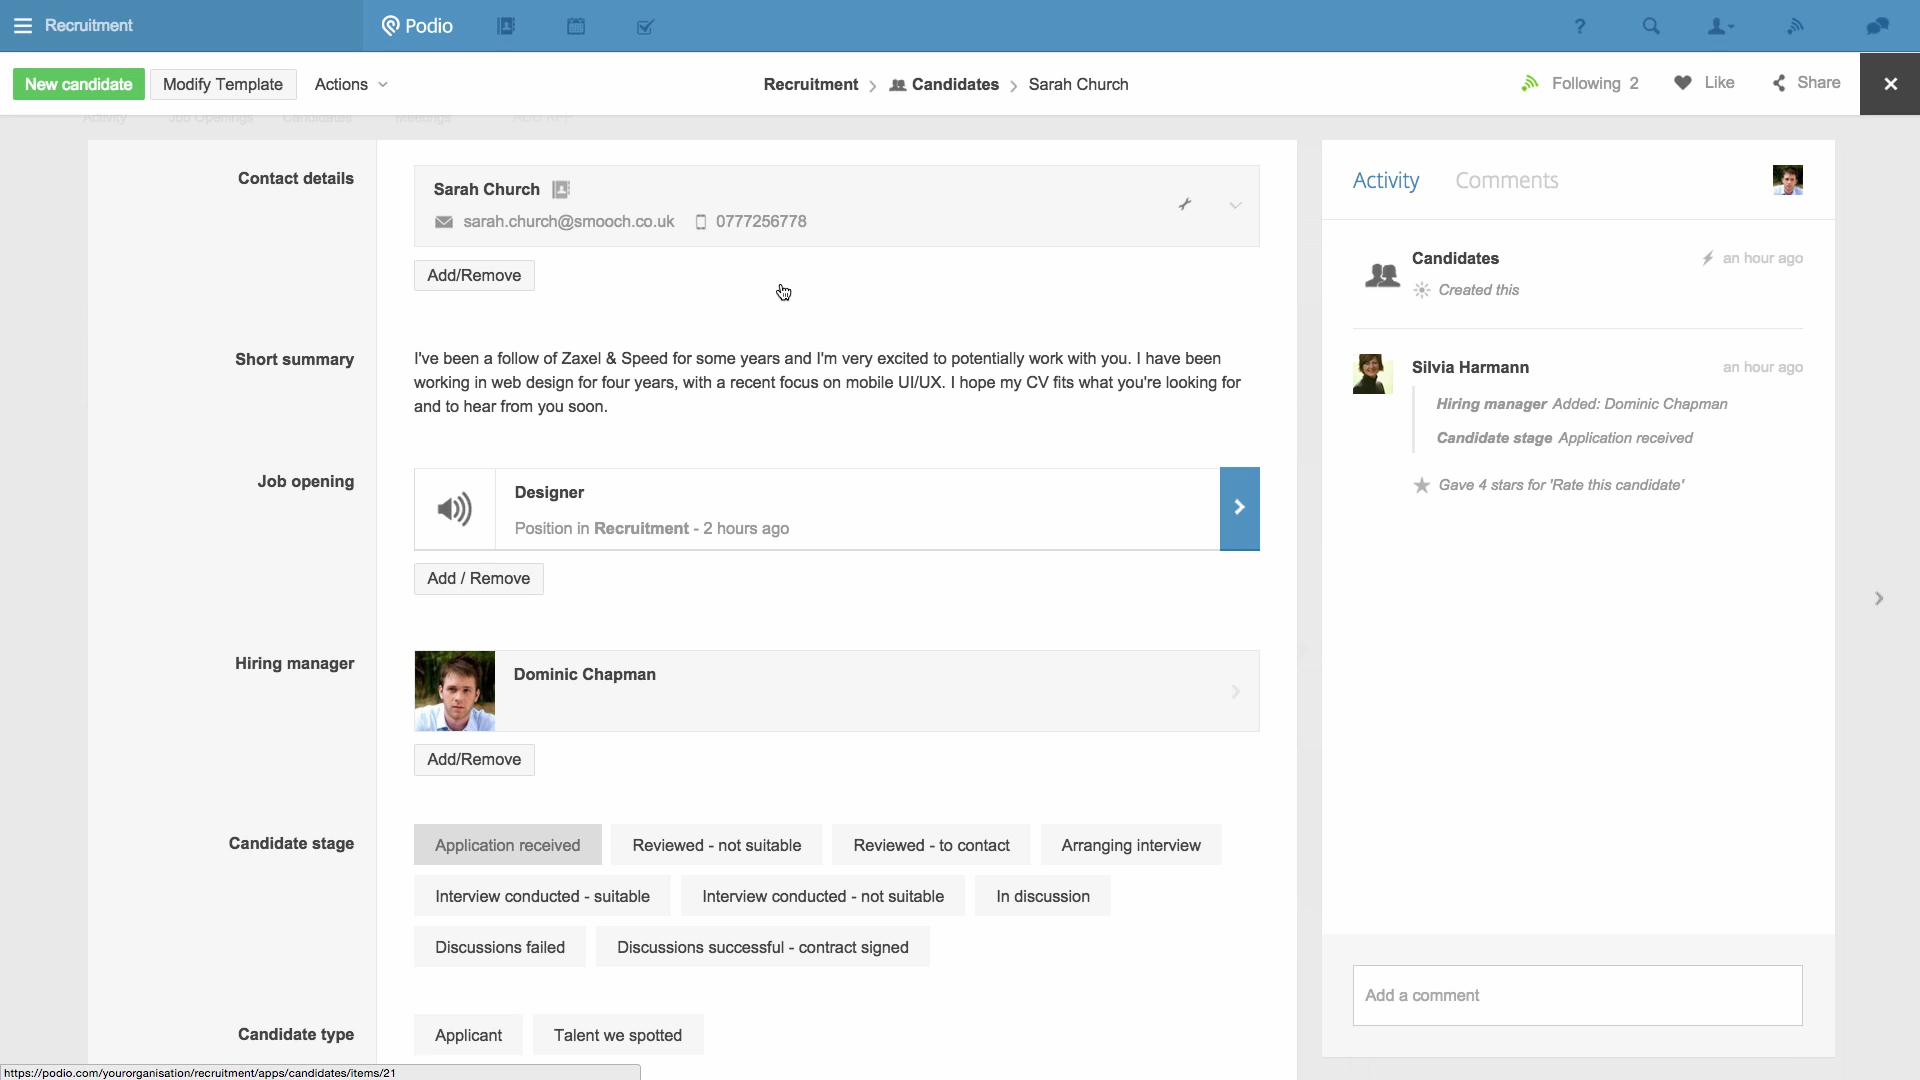 Recruitment
Podio
New candidate
Modify Template
Actions
Recruitment
Candidates
Sarah Church
Following 2
Like
Share
Activity
Job Openings
Candidates
Meetings
Contact details
Sarah Church
sarah.church@smooch.co.uk
0777256778
Add/Remove
Short summary
I've been a follow of Zaxel & Speed for some years and I'm very excited to potentially work with you. I have been
working in web design for four years, with a recent focus on mobile UI/UX. I hope my CV fits what you're looking for
and to hear from you soon.
Job opening
Designer
Position in Recruitment - 2 hours ago
Add / Remove
Hiring manager
Dominic Chapman
Add/Remove
Candidate stage
Application received
Reviewed - not suitable
Reviewed - to contact
Arranging interview
Interview conducted - suitable
Interview conducted - not suitable
In discussion
Discussions failed
Discussions successful - contract signed
Candidate type
Applicant
Talent we spotted
Activity
Comments
Candidates
an hour ago
Created this
Silvia Harmann
an hour ago
Hiring manager Added: Dominic Chapman
Candidate stage Application received
Gave 4 stars for 'Rate this candidate'
Add a comment
https://podio.com/yourorganisation/recruitment/apps/candidates/items/21